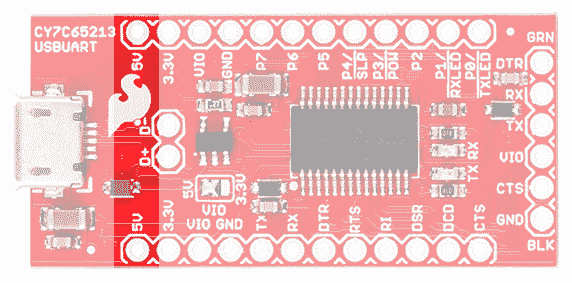 CY7C65213
USBUART
5V
3.3V
VIO
GND
P7
P6
P5
P4/
SLP
P3/
POW
P2
P1/
RXLED
P0/
TXLED
GRN
DTR
RX
TX
VIO
CTS
GND
BLK
D-
D+
5V
3.3V
VIO
TX
RX
5V
3.3V
VIO
GND
TX
RX
DTR
RTS
RI
DSR
DCD
CTS